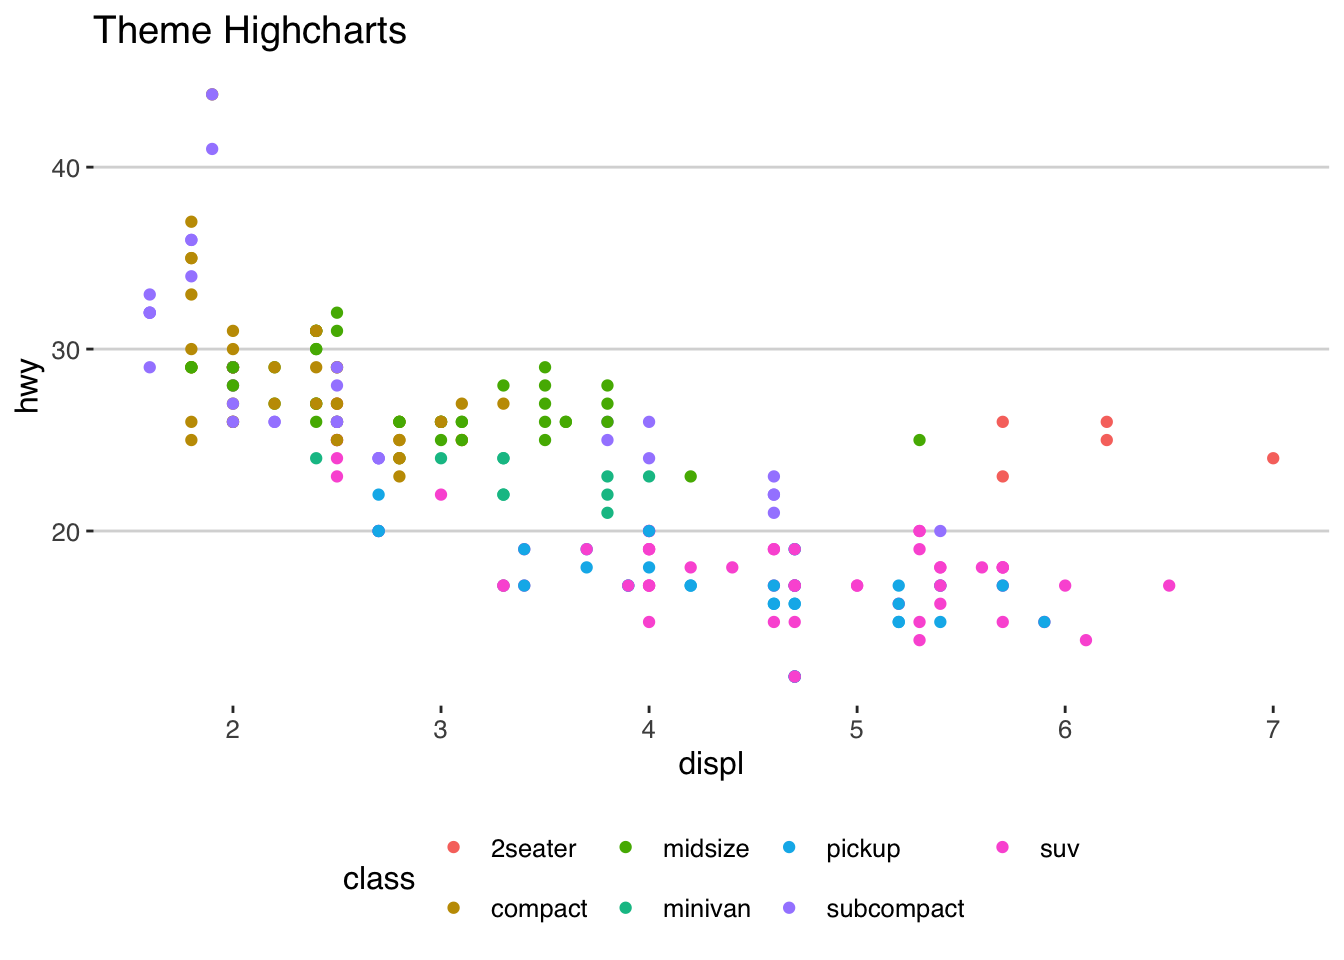 Theme Highcharts
40
30
20
hwy
2 3 4 5 6 7
displ
class
2seater midsize pickup suv
compact minivan subcompact